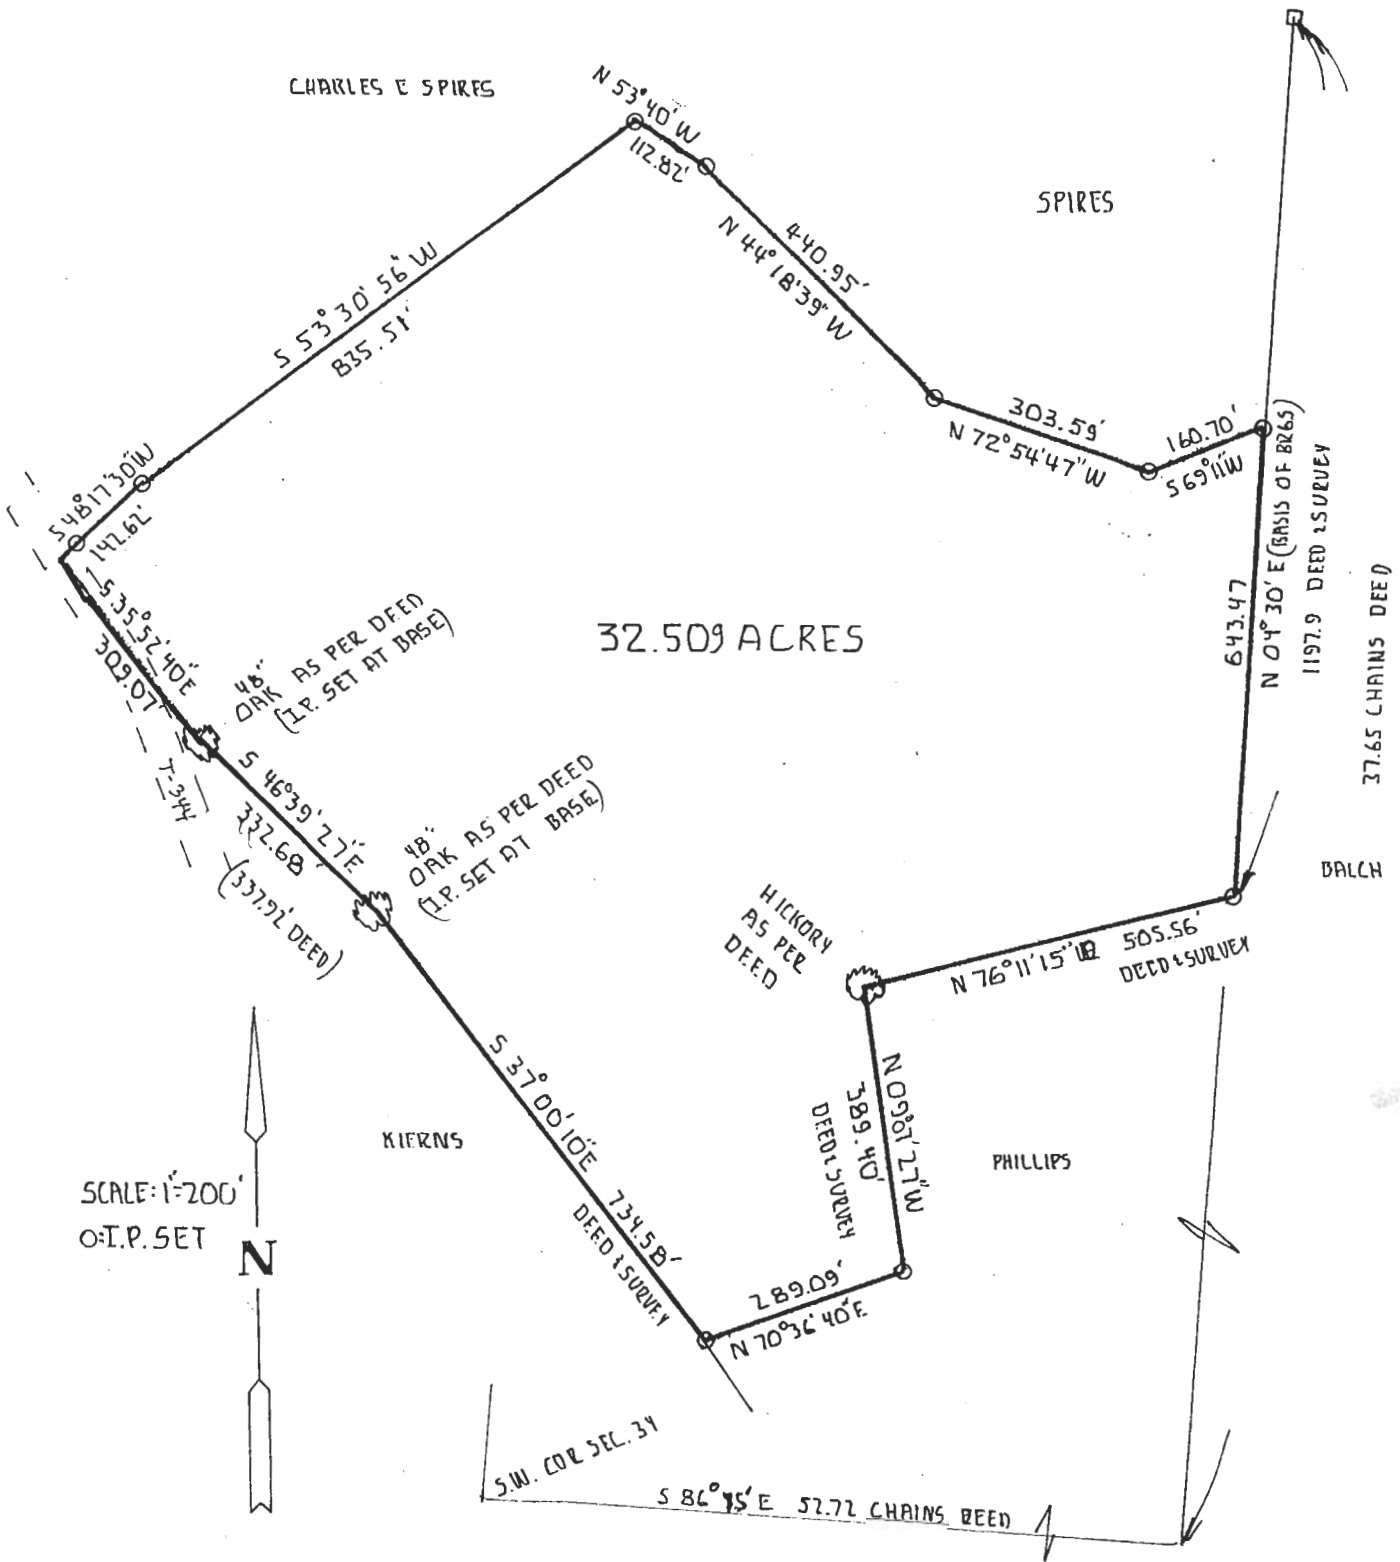 CHARLES E SPIRES
N 53° 40' W
112.82'
SPIRES
440.95'
N 44° 18' 39" W
S 53° 30' 56" W
835.51'
303.59'
N 72° 54' 47" W
160.70'
S 69° 11" W
S 48° 17' 30" W
142.62'
643.47
N 04° 30' E (BASIS OF BRGS)
1197.9 DEED & SURVEY
37.65 CHAINS DEED
S 35° 52' 40" E
309.07'
48"
OAK AS PER DEED
(I.P. SET AT BASE)
32.509 ACRES
T-344
S 46° 39' 27" E
332.68
(337.92' DEED)
48"
OAK AS PER DEED
(I.P. SET AT BASE)
BALCH
HICKORY
AS PER
DEED
N 76° 11' 15" E 505.56'
DEED & SURVEY
N 09° 07' 27" W
389.40'
DEED & SURVEY
S 37° 00' 10" E 734.58'
DEED & SURVEY
KIERNS
PHILLIPS
SCALE: 1"=200'
O=I.P. SET
N
289.09'
N 70° 36' 40" E
S.W. COR SEC. 34
S 86° 45' E 52.72 CHAINS DEED